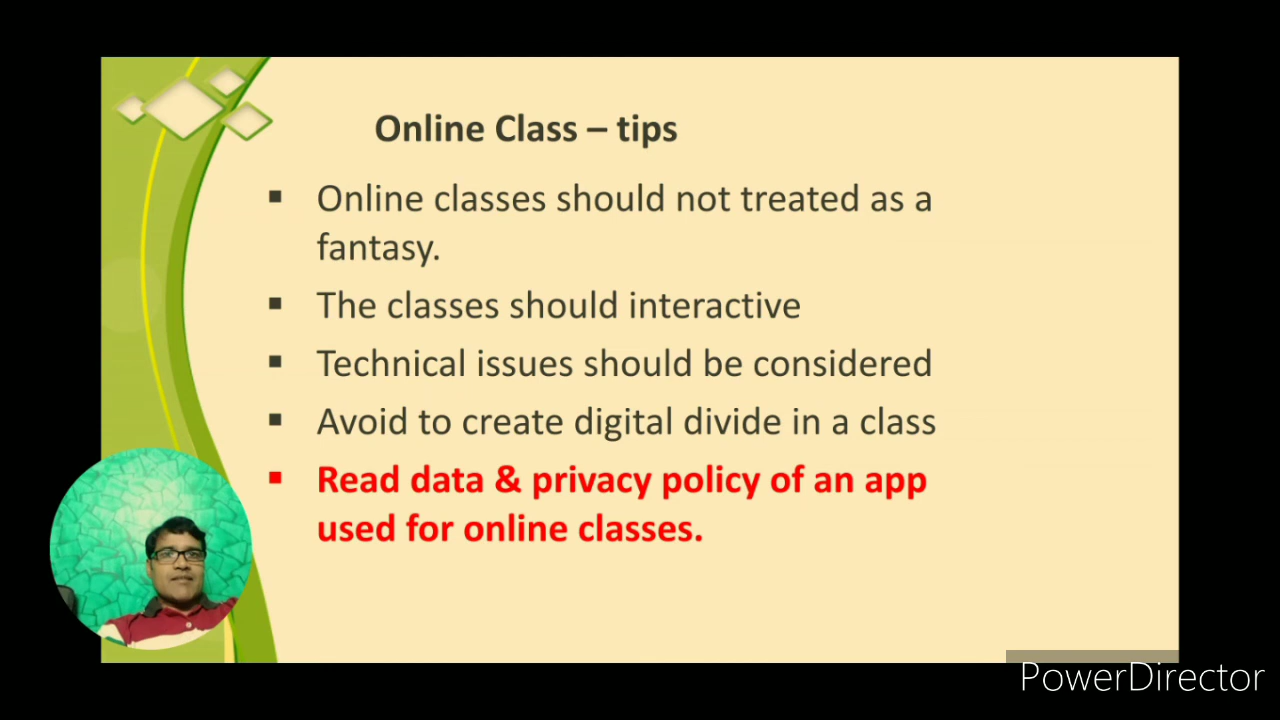 Online Class – tips
▪ Online classes should not treated as a
fantasy.
▪ The classes should interactive
▪ Technical issues should be considered
▪ Avoid to create digital divide in a class
▪ Read data & privacy policy of an app
used for online classes.
PowerDirector